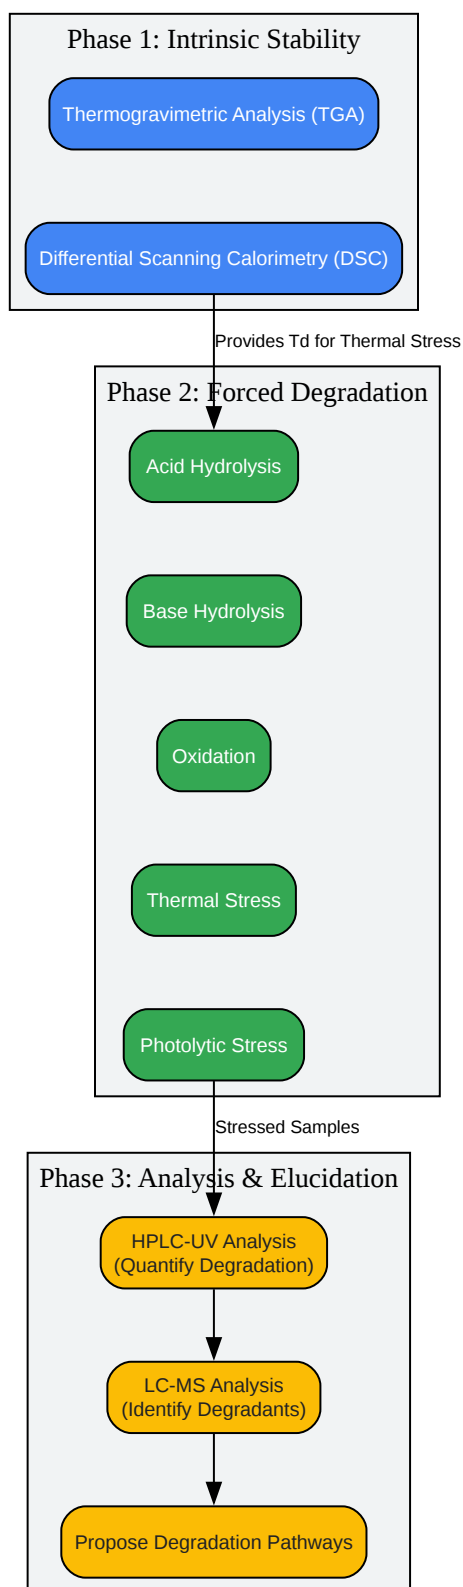 Phase 1: Intrinsic Stability
Thermogravimetric Analysis (TGA)
Differential Scanning Calorimetry (DSC)
Provides Td for Thermal Stress
Phase 2: Forced Degradation
Acid Hydrolysis
Base Hydrolysis
Oxidation
Thermal Stress
Photolytic Stress
Stressed Samples
Phase 3: Analysis & Elucidation
HPLC-UV Analysis
(Quantify Degradation)
LC-MS Analysis
(Identify Degradants)
Propose Degradation Pathways